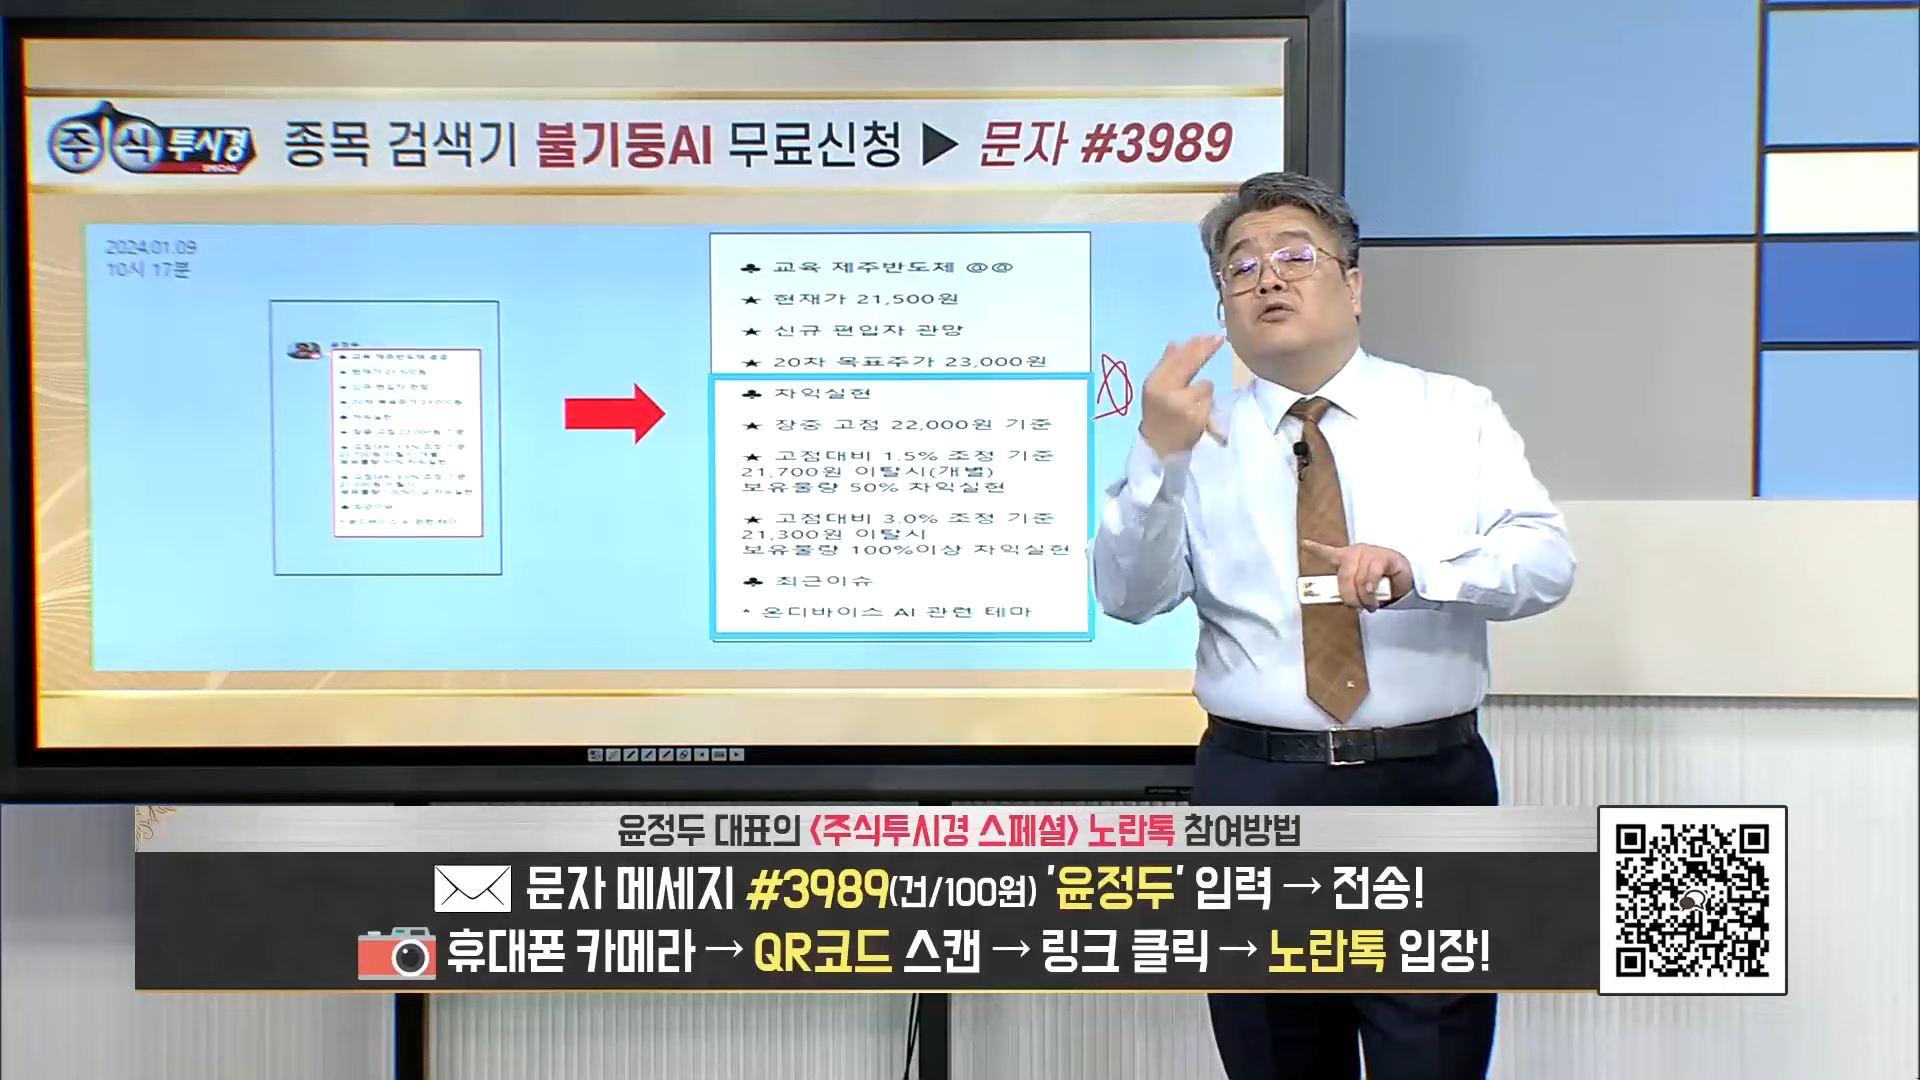 주식투시경 SPECIAL 종목 검색기 불기둥AI 무료신청 ▶ 문자 #3989
2024.01.09
10시 17분
♣ 교육 제주반도체 @@
★ 현재가 21,500원
★ 신규 편입자 관망
★ 20차 목표주가 23,000원
♣ 차익실현
★ 장중 고점 22,000원 기준
★ 고점대비 1.5% 조정 기준
21,700원 이탈시(개별)
보유물량 50% 차익실현
★ 고점대비 3.0% 조정 기준
21,300원 이탈시
보유물량 100%이상 차익실현
♣ 최근이슈
* 온디바이스 AI 관련 테마
윤정두 대표의 <주식투시경 스페셜> 노란톡 참여방법
문자 메세지 #3989(건/100원) '윤정두' 입력 → 전송!
휴대폰 카메라 → QR코드 스캔 → 링크 클릭 → 노란톡 입장!